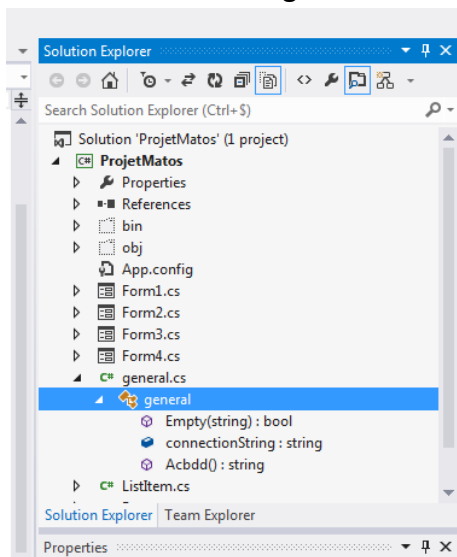 Solution Explorer
Search Solution Explorer (Ctrl+$)
Solution 'ProjetMatos' (1 project)
C# ProjetMatos
Properties
References
bin
obj
App.config
Form1.cs
Form2.cs
Form3.cs
Form4.cs
C# general.cs
general
Empty(string) : bool
connectionString : string
Acbdd() : string
C# ListItem.cs
Solution Explorer Team Explorer
Properties